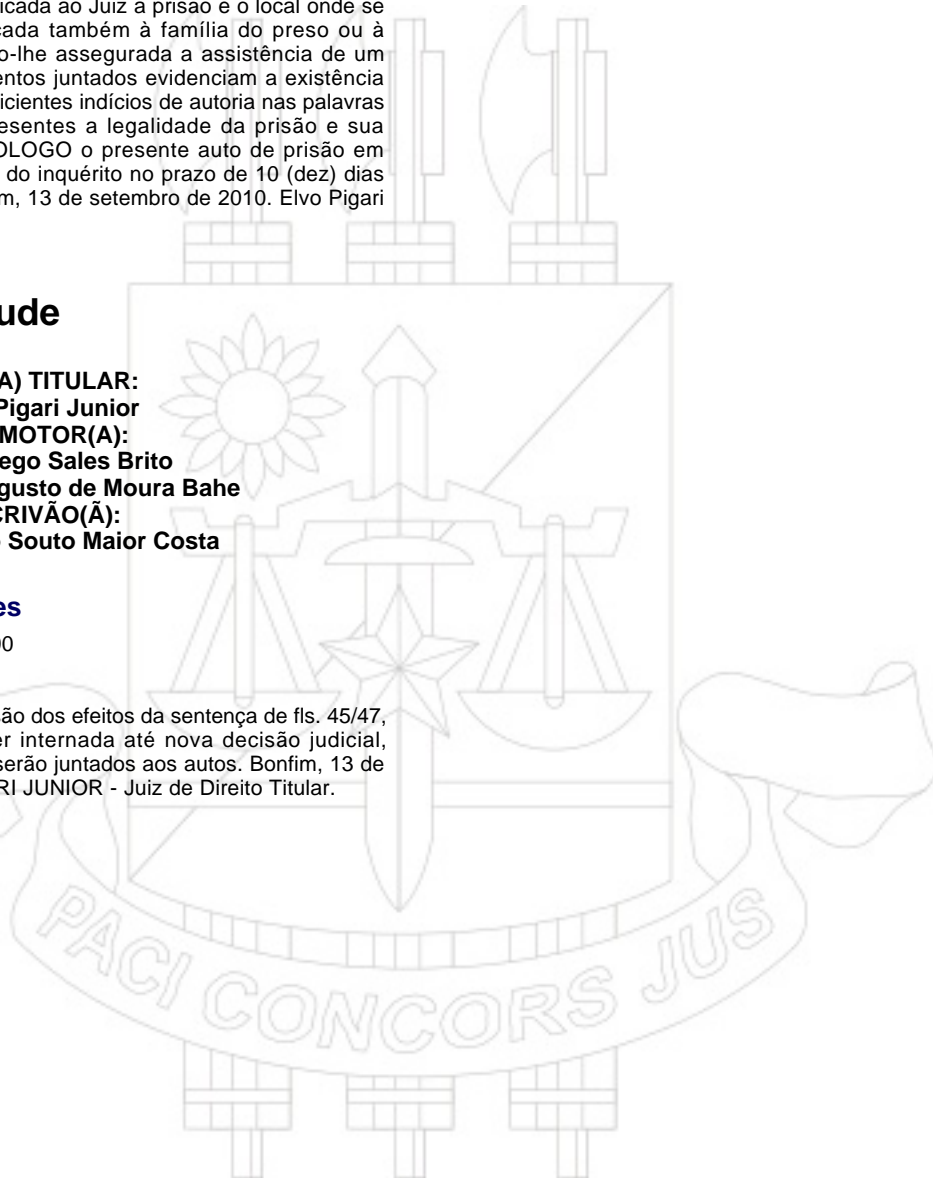 icada ao Juiz a prisão e o local onde se
cada também à família do preso ou à
o-lhe assegurada a assistência de um
entos juntados evidenciam a existência
icientes indícios de autoria nas palavras
esentes a legalidade da prisão e sua
OLOGO o presente auto de prisão em
do inquérito no prazo de 10 (dez) dias
m, 13 de setembro de 2010. Elvo Pigari
ude
A) TITULAR:
Pigari Junior
MOTOR(A):
ego Sales Brito
gusto de Moura Bahe
CRIVÃO(Ã):
Souto Maior Costa
es
00
são dos efeitos da sentença de fls. 45/47,
er internada até nova decisão judicial,
serão juntados aos autos. Bonfim, 13 de
RI JUNIOR - Juiz de Direito Titular.
PACI CONCORS JUS